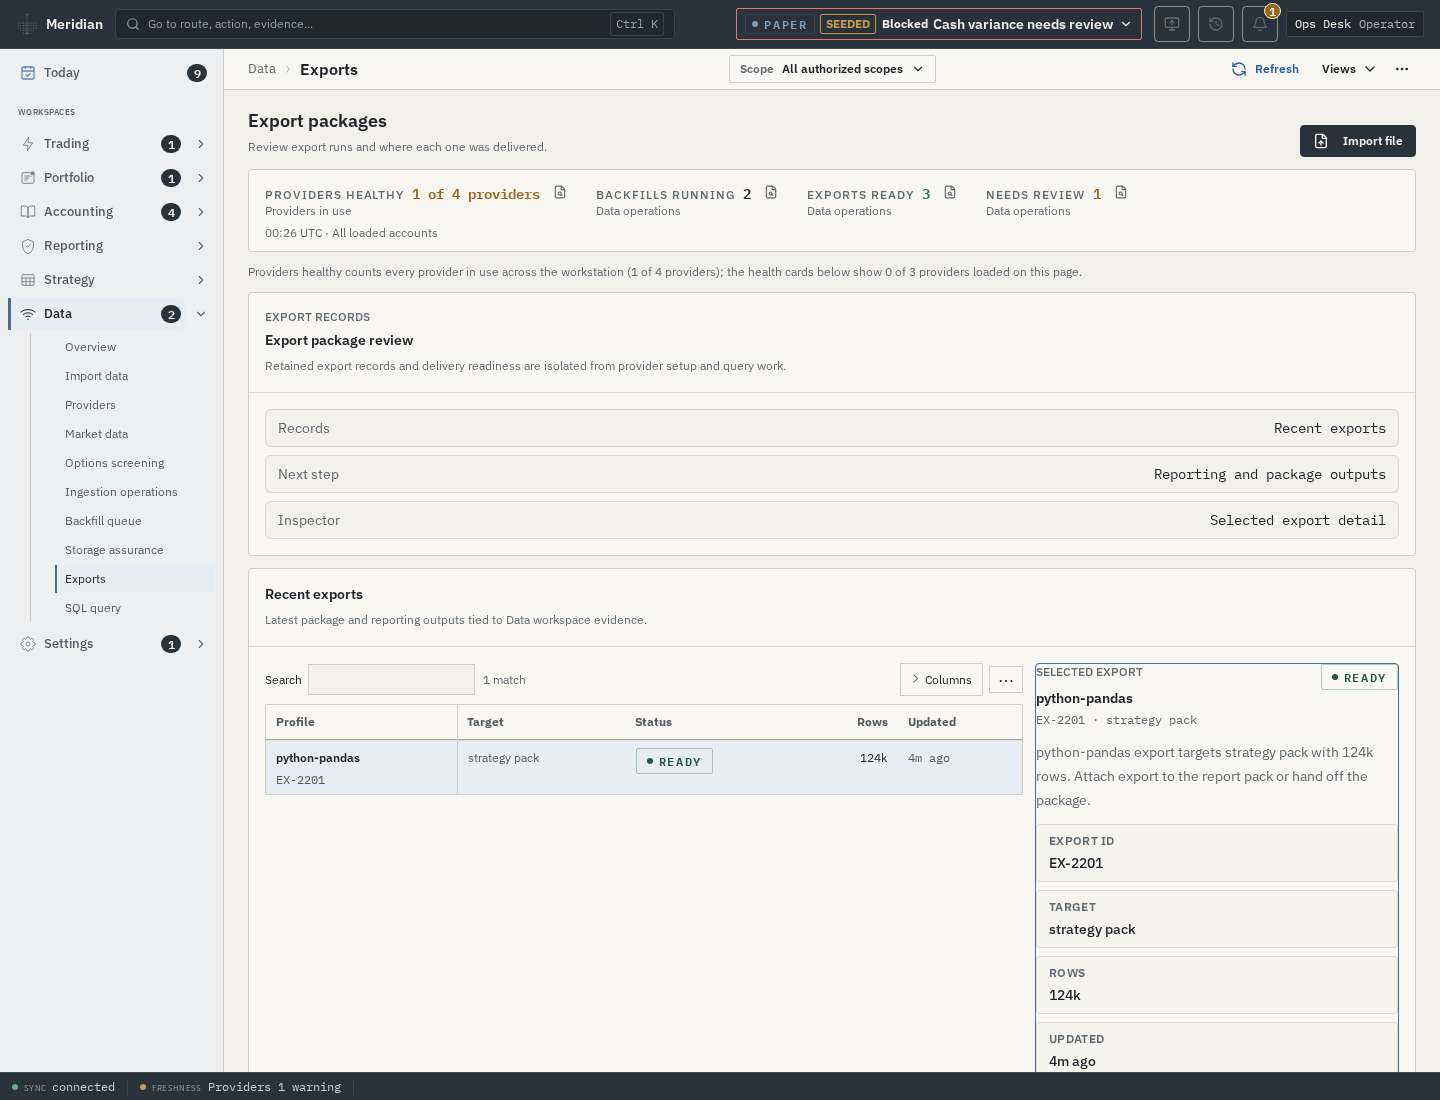 Meridian
Go to route, action, evidence...
Ctrl K
PAPER
SEEDED
Blocked Cash variance needs review
1
Ops Desk Operator
Today 9
WORKSPACES
Trading 1
Portfolio 1
Accounting 4
Reporting
Strategy
Data 2
Overview
Import data
Providers
Market data
Options screening
Ingestion operations
Backfill queue
Storage assurance
Exports
SQL query
Settings 1
Data
Exports
Scope All authorized scopes
Refresh
Views
Export packages
Review export runs and where each one was delivered.
Import file
PROVIDERS HEALTHY 1 of 4 providers
Providers in use
BACKFILLS RUNNING 2
Data operations
EXPORTS READY 3
Data operations
NEEDS REVIEW 1
Data operations
00:26 UTC · All loaded accounts
Providers healthy counts every provider in use across the workstation (1 of 4 providers); the health cards below show 0 of 3 providers loaded on this page.
EXPORT RECORDS
Export package review
Retained export records and delivery readiness are isolated from provider setup and query work.
Records Recent exports
Next step Reporting and package outputs
Inspector Selected export detail
Recent exports
Latest package and reporting outputs tied to Data workspace evidence.
Search
1 match
Columns
Profile Target Status Rows Updated
python-pandas strategy pack READY 124k 4m ago
EX-2201
SELECTED EXPORT
READY
python-pandas
EX-2201 · strategy pack
python-pandas export targets strategy pack with 124k
rows. Attach export to the report pack or hand off the
package.
EXPORT ID
EX-2201
TARGET
strategy pack
ROWS
124k
UPDATED
4m ago
SYNC connected
FRESHNESS Providers 1 warning